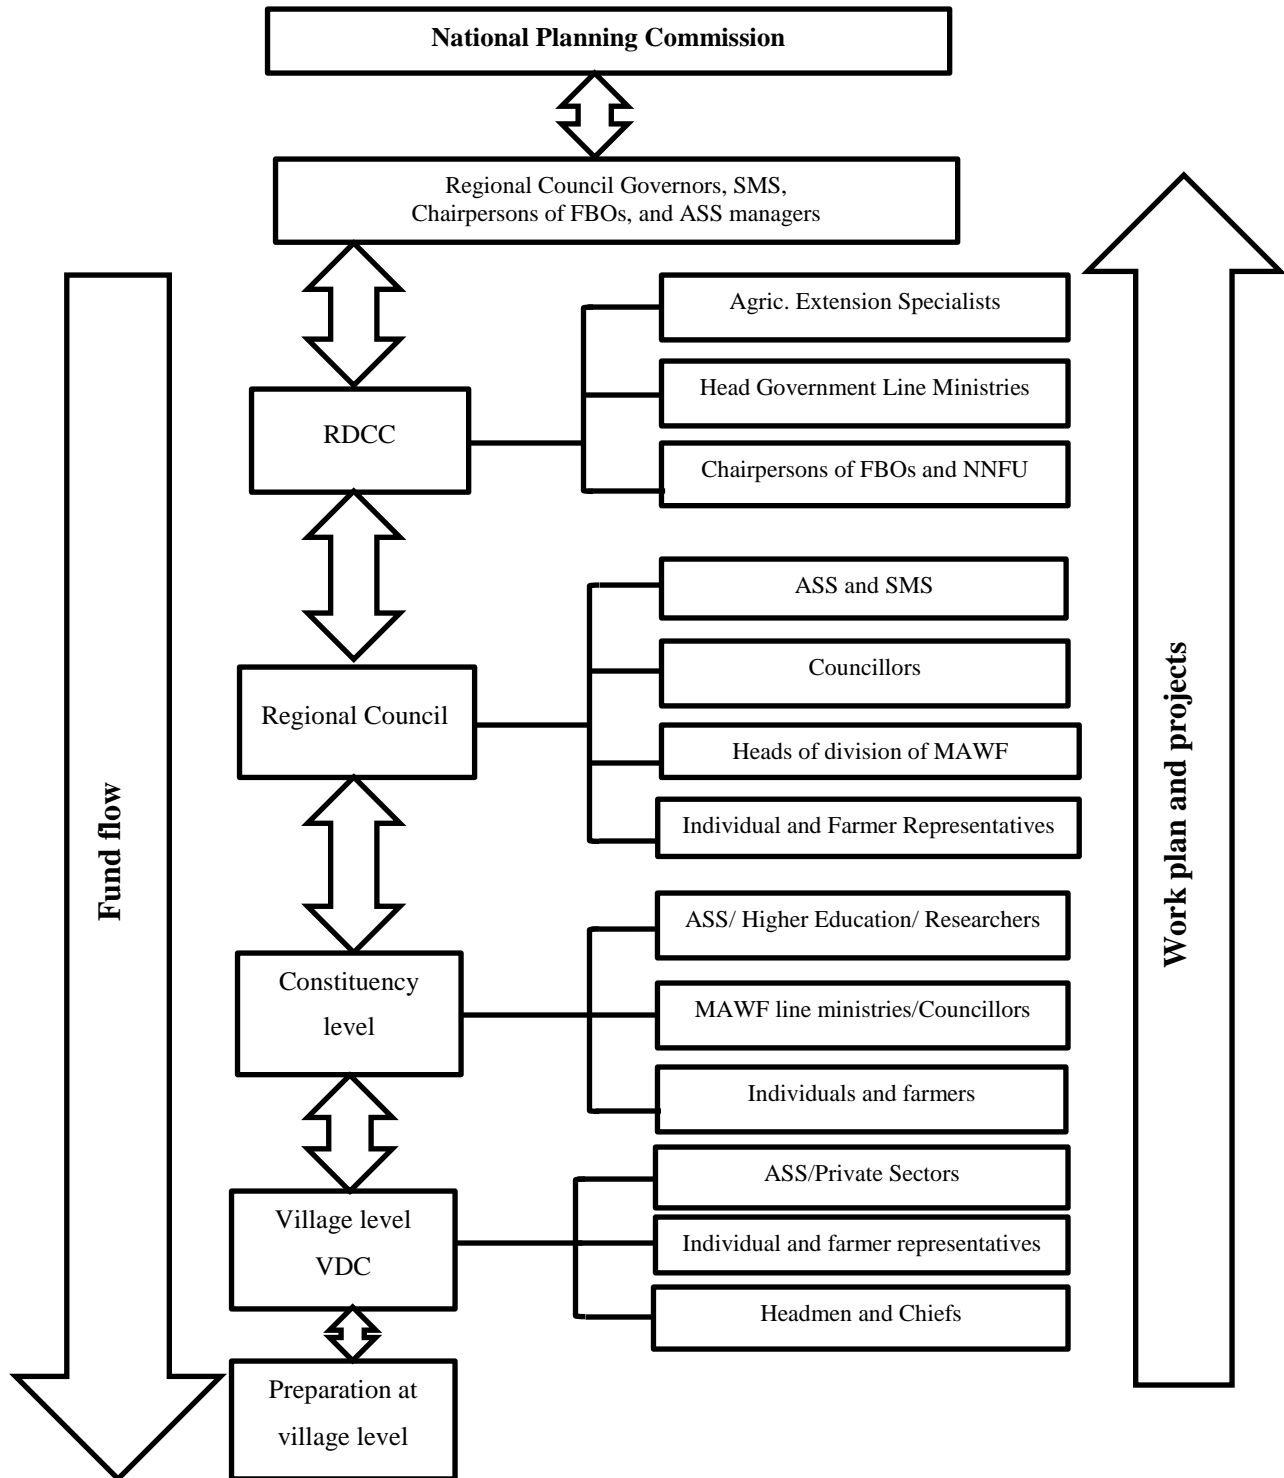 National Planning Commission
Regional Council Governors, SMS,
Chairpersons of FBOs, and ASS managers
Agric. Extension Specialists
Head Government Line Ministries
RDCC
Chairpersons of FBOs and NNFU
ASS and SMS
Councillors
Regional Council
Heads of division of MAWF
Individual and Farmer Representatives
ASS/ Higher Education/ Researchers
Constituency
level
MAWF line ministries/Councillors
Individuals and farmers
ASS/Private Sectors
Village level
VDC
Individual and farmer representatives
Headmen and Chiefs
Preparation at
village level
Fund flow
Work plan and projects